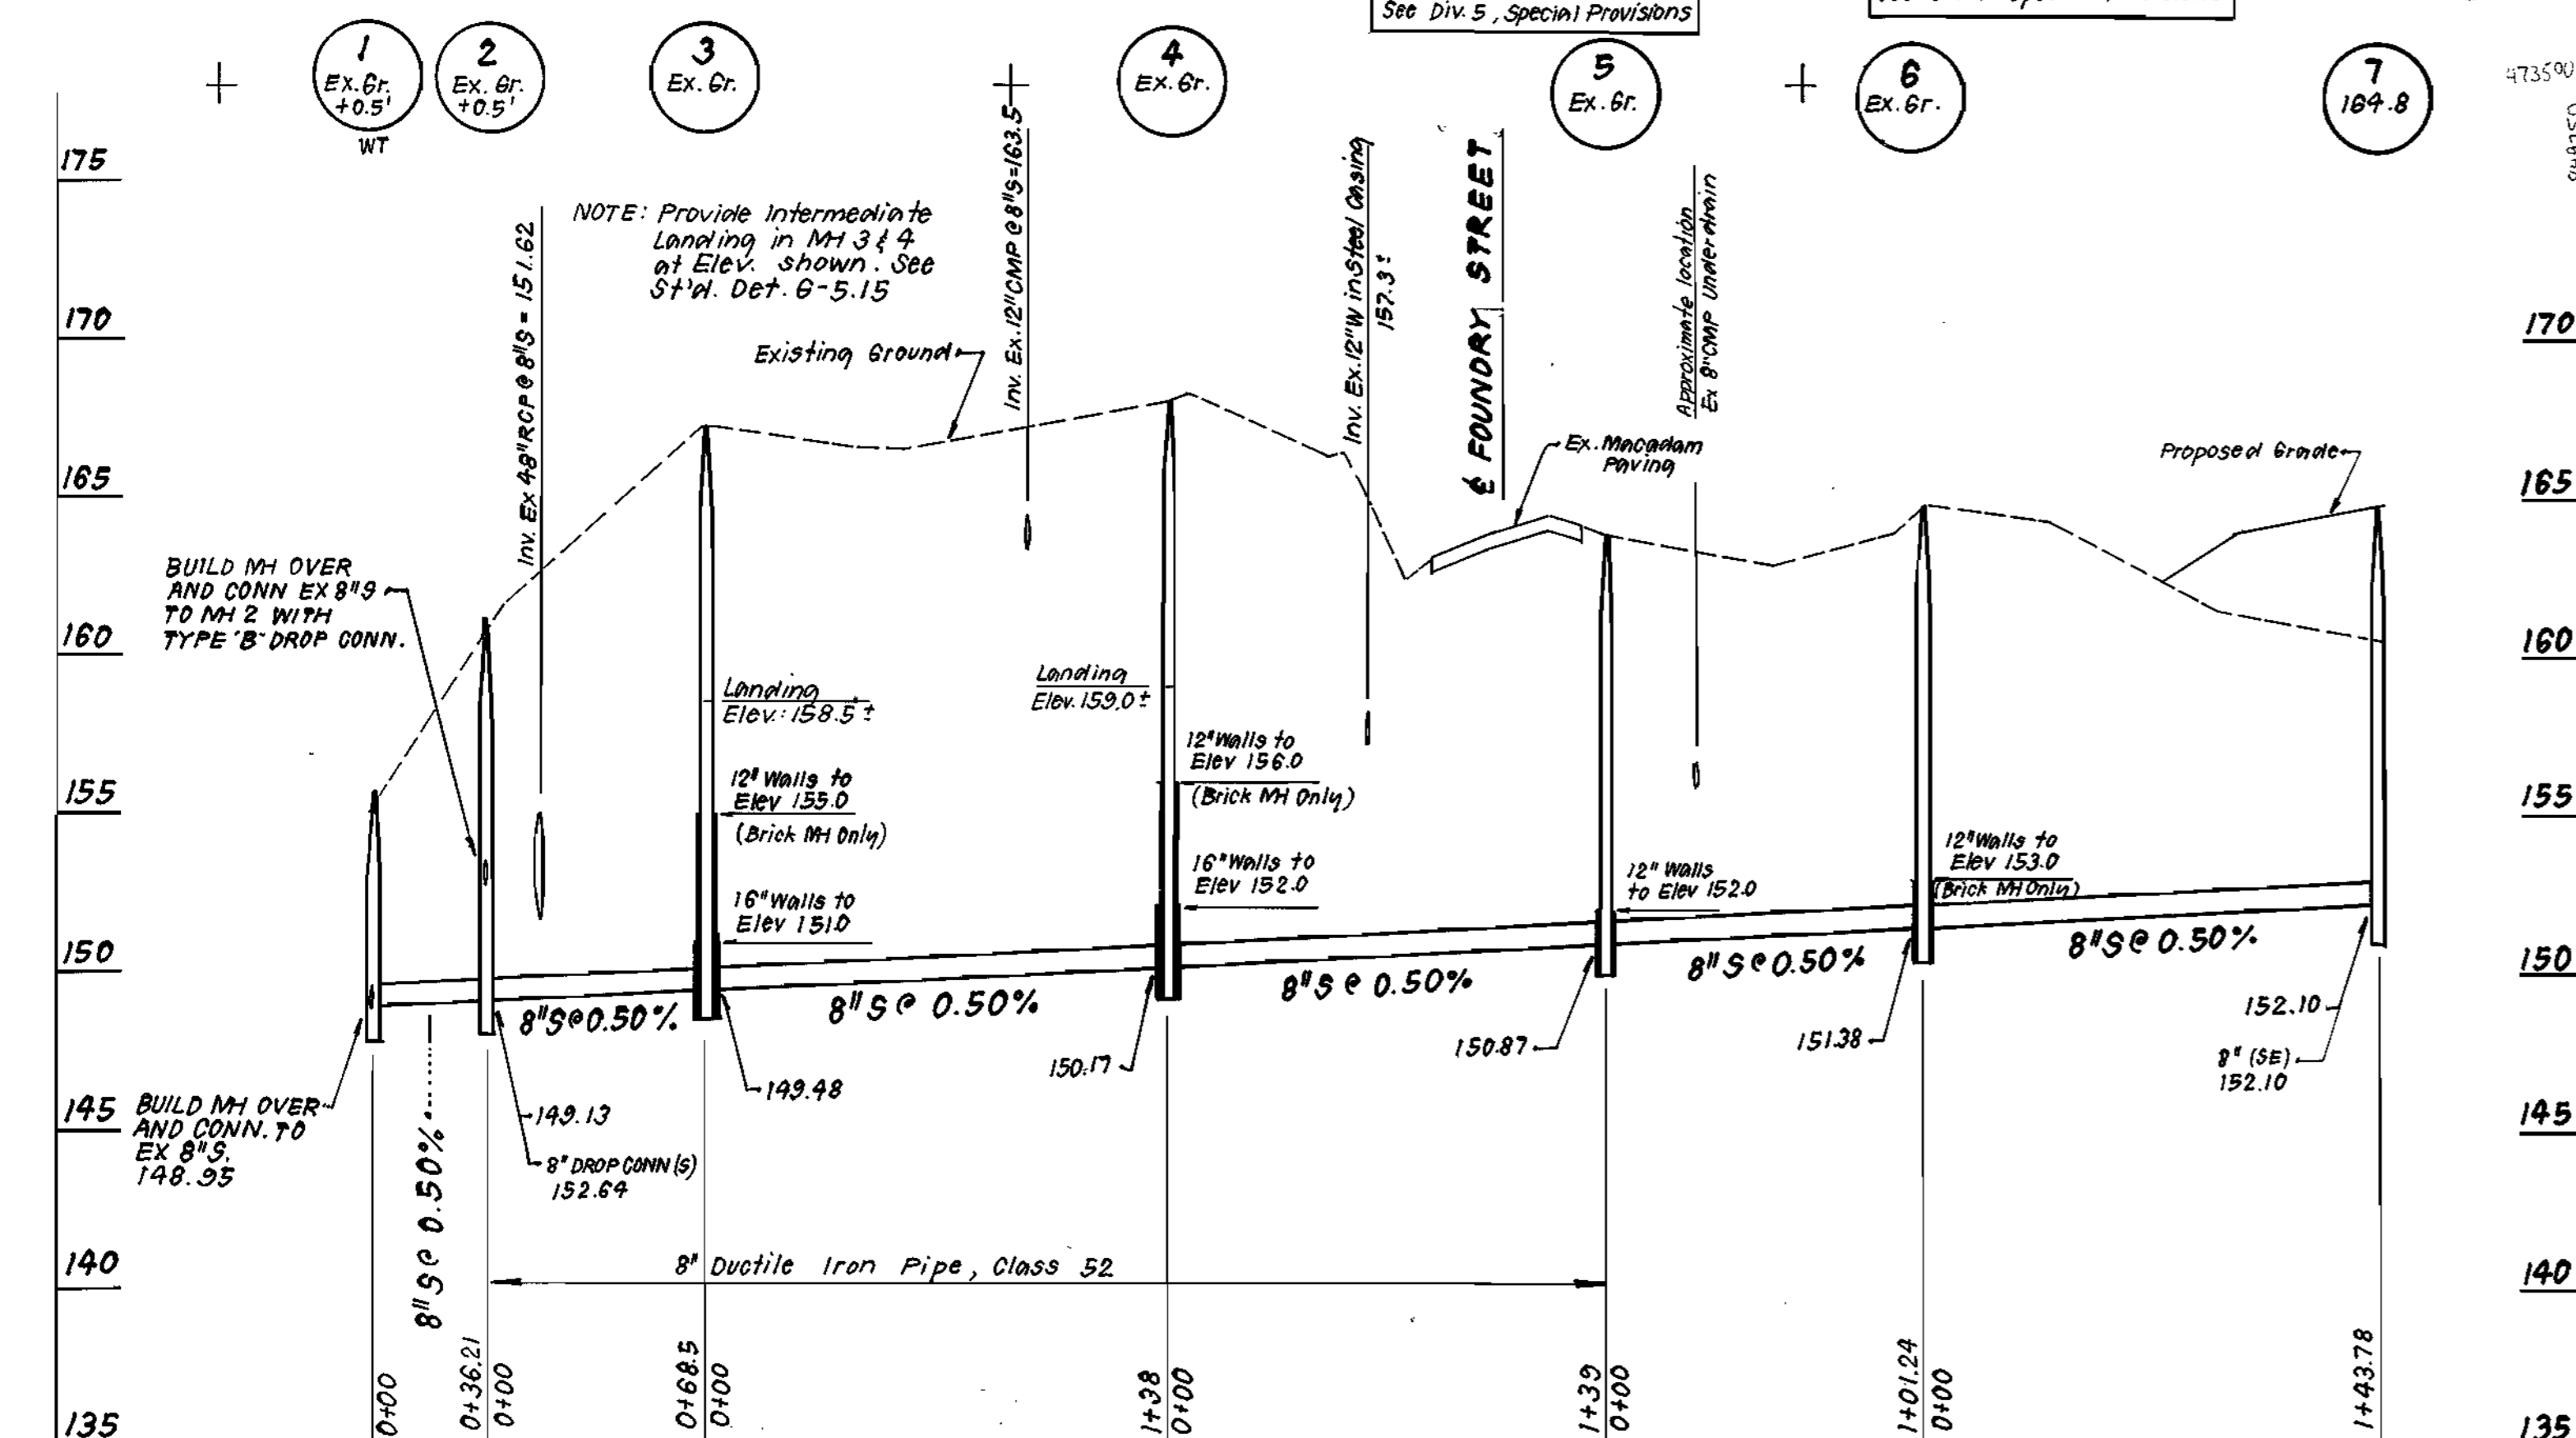 See Div. 5, Special Provisions
1
Ex. Gr.
+0.5'
WT
2
Ex. Gr.
+0.5'
3
Ex. Gr.
4
Ex. Gr.
5
Ex. Gr.
6
Ex. Gr.
7
164.8
473500
175
170
165
160
155
150
145
140
135
170
165
160
155
150
145
140
135
NOTE: Provide Intermediate
Landing in MH 3 & 4
at Elev. shown. See
St'd. Det. G-5.15
Inv. Ex 48"RCP @ 8"S = 151.62
Existing Ground
Inv. Ex.12"CMP @ 8"S=163.5
Inv. Ex.12"W in Steel Casing
157.3±
℄ FOUNDRY STREET
Approximate location
Ex 8"CMP Underdrain
Ex. Macadam
Paving
Proposed Grade
BUILD MH OVER
AND CONN EX 8"S
TO MH 2 WITH
TYPE 'B' DROP CONN.
Landing
Elev. 158.5±
Landing
Elev. 159.0±
12" Walls to
Elev 155.0
(Brick MH Only)
16" Walls to
Elev 151.0
12" Walls to
Elev 156.0
(Brick MH Only)
16" Walls to
Elev 152.0
12" Walls
to Elev 152.0
12" Walls to
Elev 153.0
(Brick MH Only)
8"S @ 0.50%
8"S @ 0.50%
8"S @ 0.50%
8"S @ 0.50%
8"S @ 0.50%
8"S @ 0.50%
BUILD MH OVER
AND CONN. TO
EX 8"S.
148.95
149.13
8" DROP CONN (S)
152.64
149.48
150.17
150.87
151.38
152.10
8" (SE)
152.10
8" Ductile Iron Pipe, Class 52
0+00
0+36.21
0+00
0+68.5
0+00
1+38
0+00
1+39
0+00
1+01.24
0+00
1+43.78